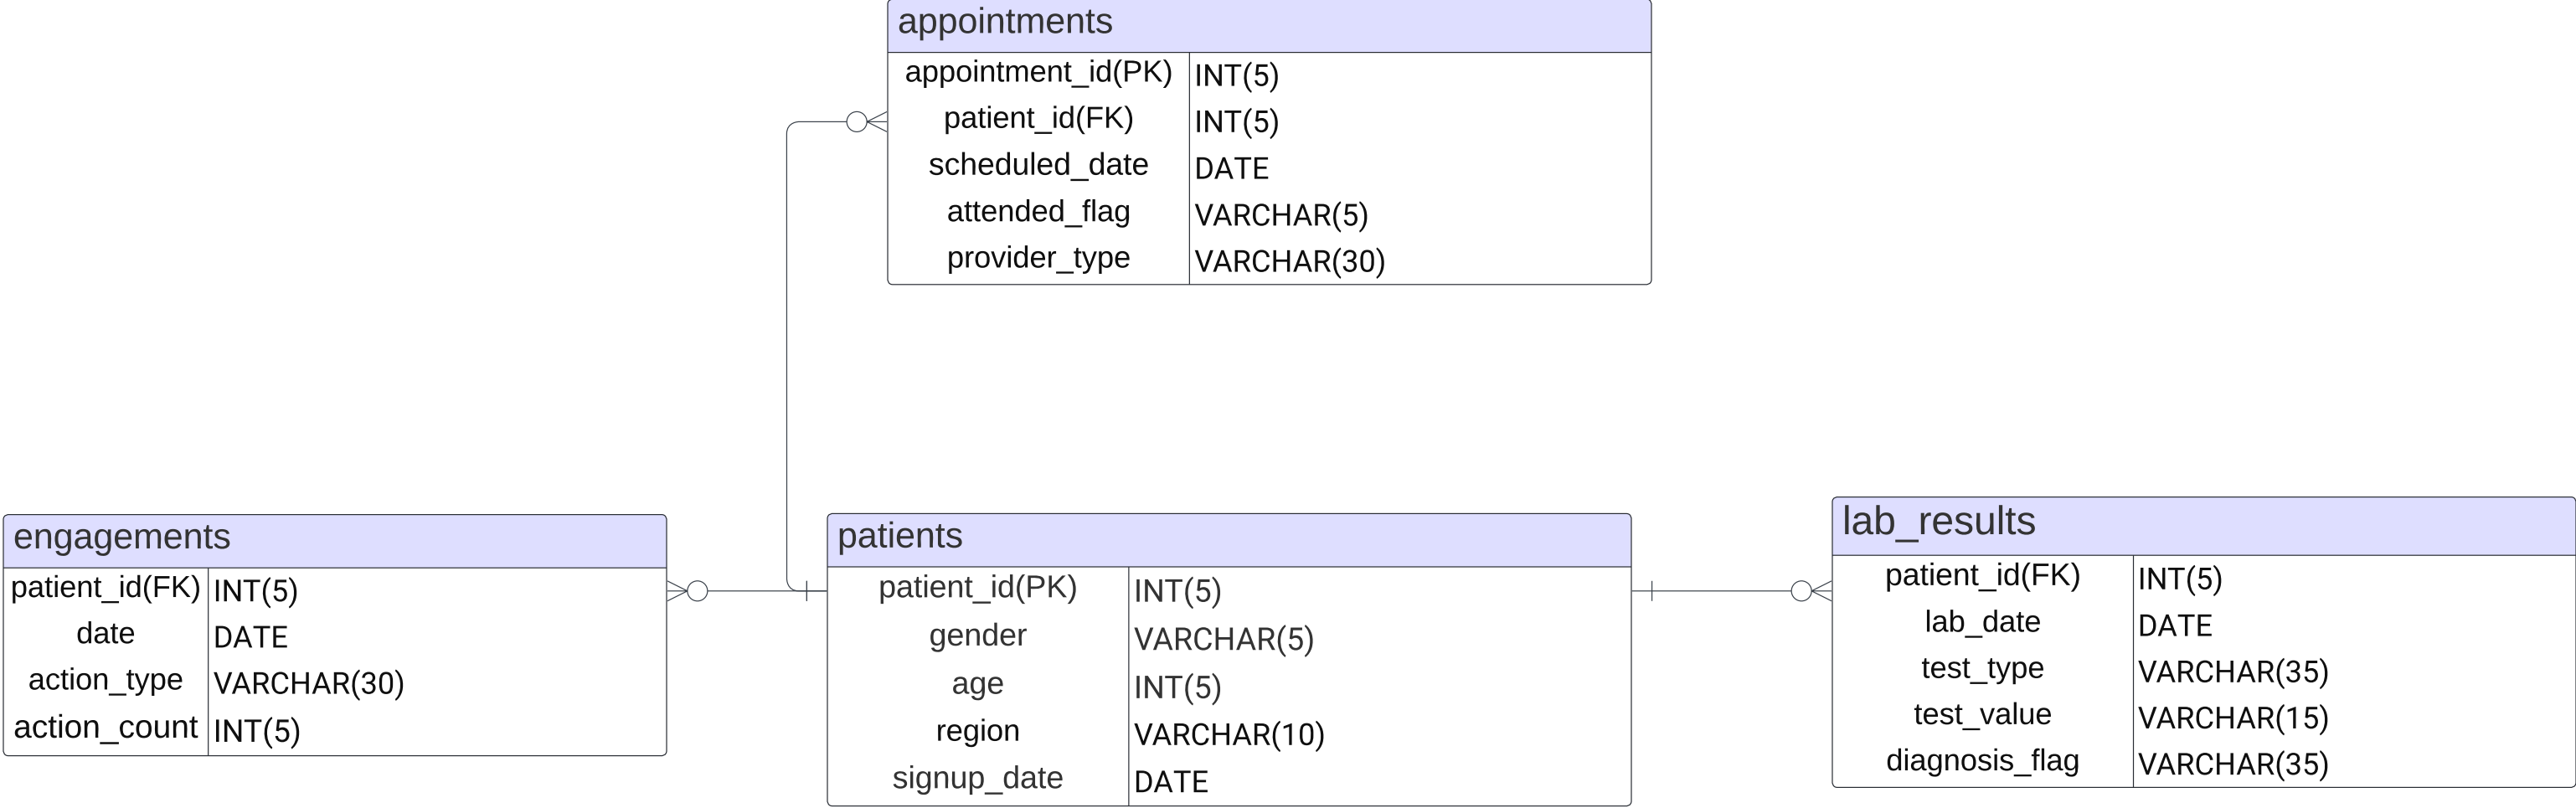 appointments
appointment_id(PK) INT(5)
patient_id(FK) INT(5)
scheduled_date DATE
attended_flag VARCHAR(5)
provider_type VARCHAR(30)
engagements
patient_id(FK) INT(5)
date DATE
action_type VARCHAR(30)
action_count INT(5)
patients
patient_id(PK) INT(5)
gender VARCHAR(5)
age INT(5)
region VARCHAR(10)
signup_date DATE
lab_results
patient_id(FK) INT(5)
lab_date DATE
test_type VARCHAR(35)
test_value VARCHAR(15)
diagnosis_flag VARCHAR(35)